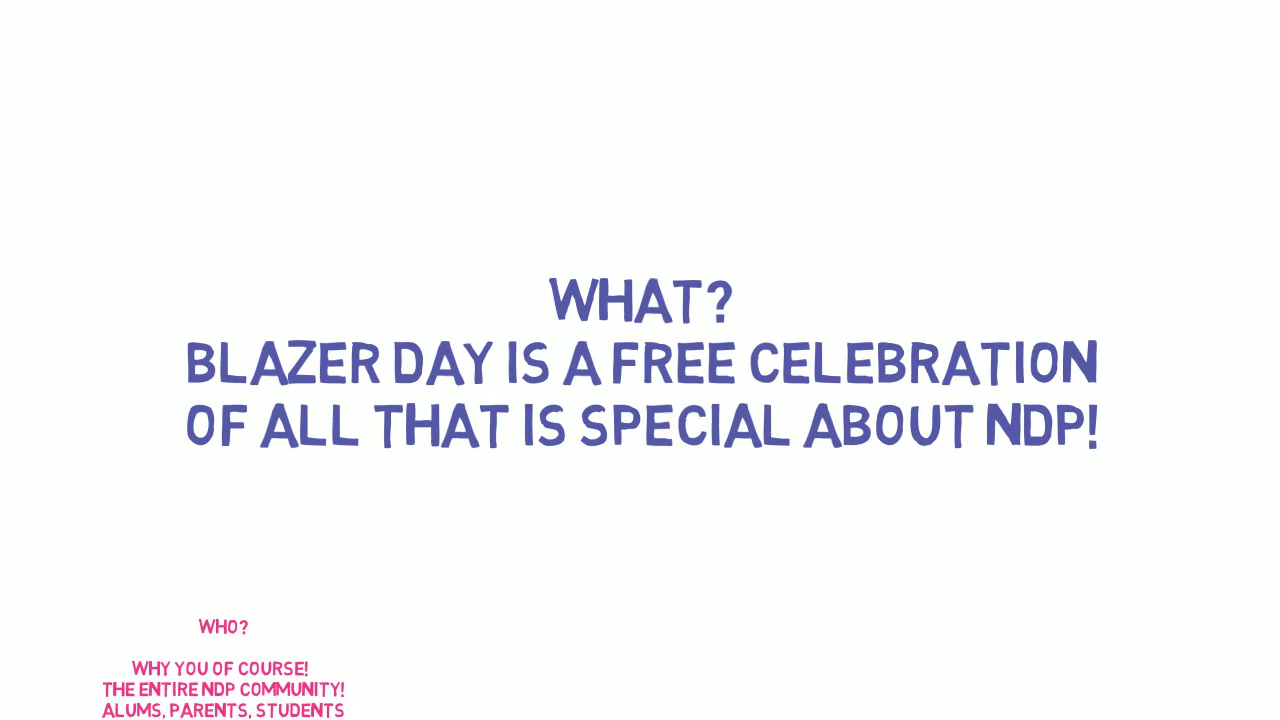 WHAT?
BLAZER DAY IS A FREE CELEBRATION
OF ALL THAT IS SPECIAL ABOUT NDP!
WHO?
WHY YOU OF COURSE!
THE ENTIRE NDP COMMUNITY!
ALUMS, PARENTS, STUDENTS